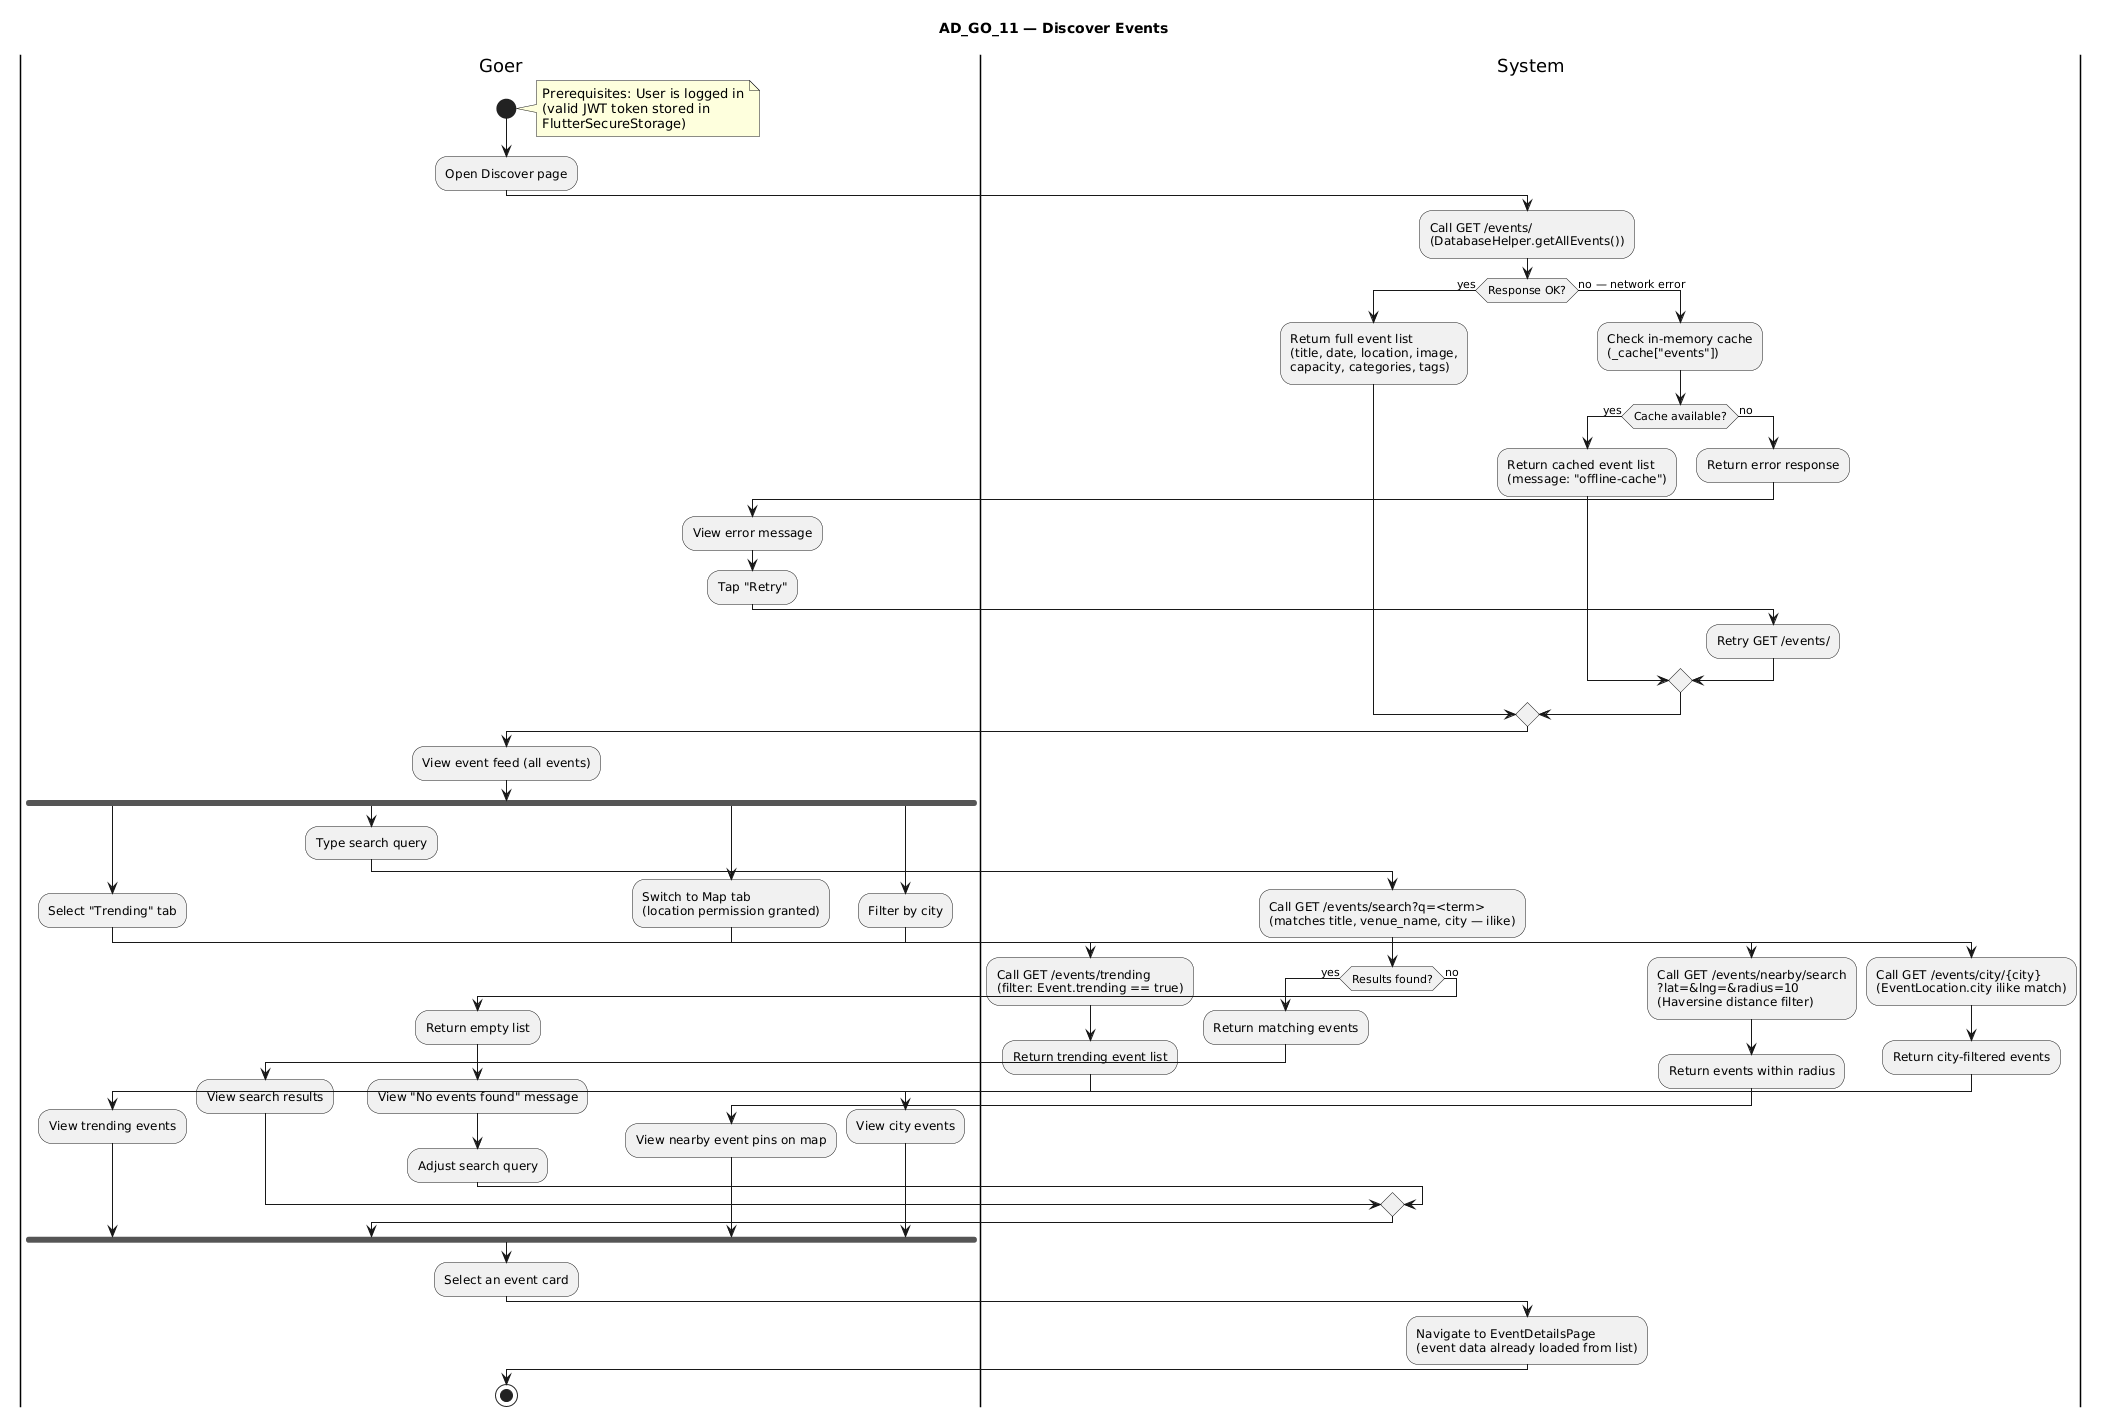 AD_GO_11 — Discover Events
Goer
System
Prerequisites: User is logged in
(valid JWT token stored in
FlutterSecureStorage)
Open Discover page
Call GET /events/
(DatabaseHelper.getAllEvents())
Response OK?
yes
no — network error
Return full event list
(title, date, location, image,
capacity, categories, tags)
Check in-memory cache
(_cache["events"])
Cache available?
yes
no
Return cached event list
(message: "offline-cache")
Return error response
View error message
Tap "Retry"
Retry GET /events/
View event feed (all events)
Type search query
Select "Trending" tab
Switch to Map tab
(location permission granted)
Filter by city
Call GET /events/search?q=<term>
(matches title, venue_name, city — ilike)
Call GET /events/trending
(filter: Event.trending == true)
Results found?
yes
no
Call GET /events/nearby/search
?lat=&lng=&radius=10
(Haversine distance filter)
Call GET /events/city/{city}
(EventLocation.city ilike match)
Return empty list
Return matching events
Return trending event list
Return city-filtered events
Return events within radius
View search results
View "No events found" message
View trending events
View city events
View nearby event pins on map
Adjust search query
Select an event card
Navigate to EventDetailsPage
(event data already loaded from list)